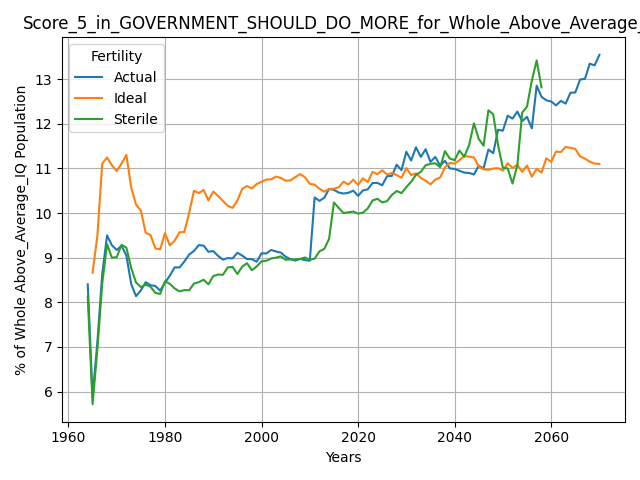 Score_5_in_GOVERNMENT_SHOULD_DO_MORE_for_Whole_Above_Average_
Fertility
Actual
Ideal
Sterile
% of Whole Above_Average_IQ Population
13
12
11
10
9
8
7
6
1960
1980
2000
2020
2040
2060
Years